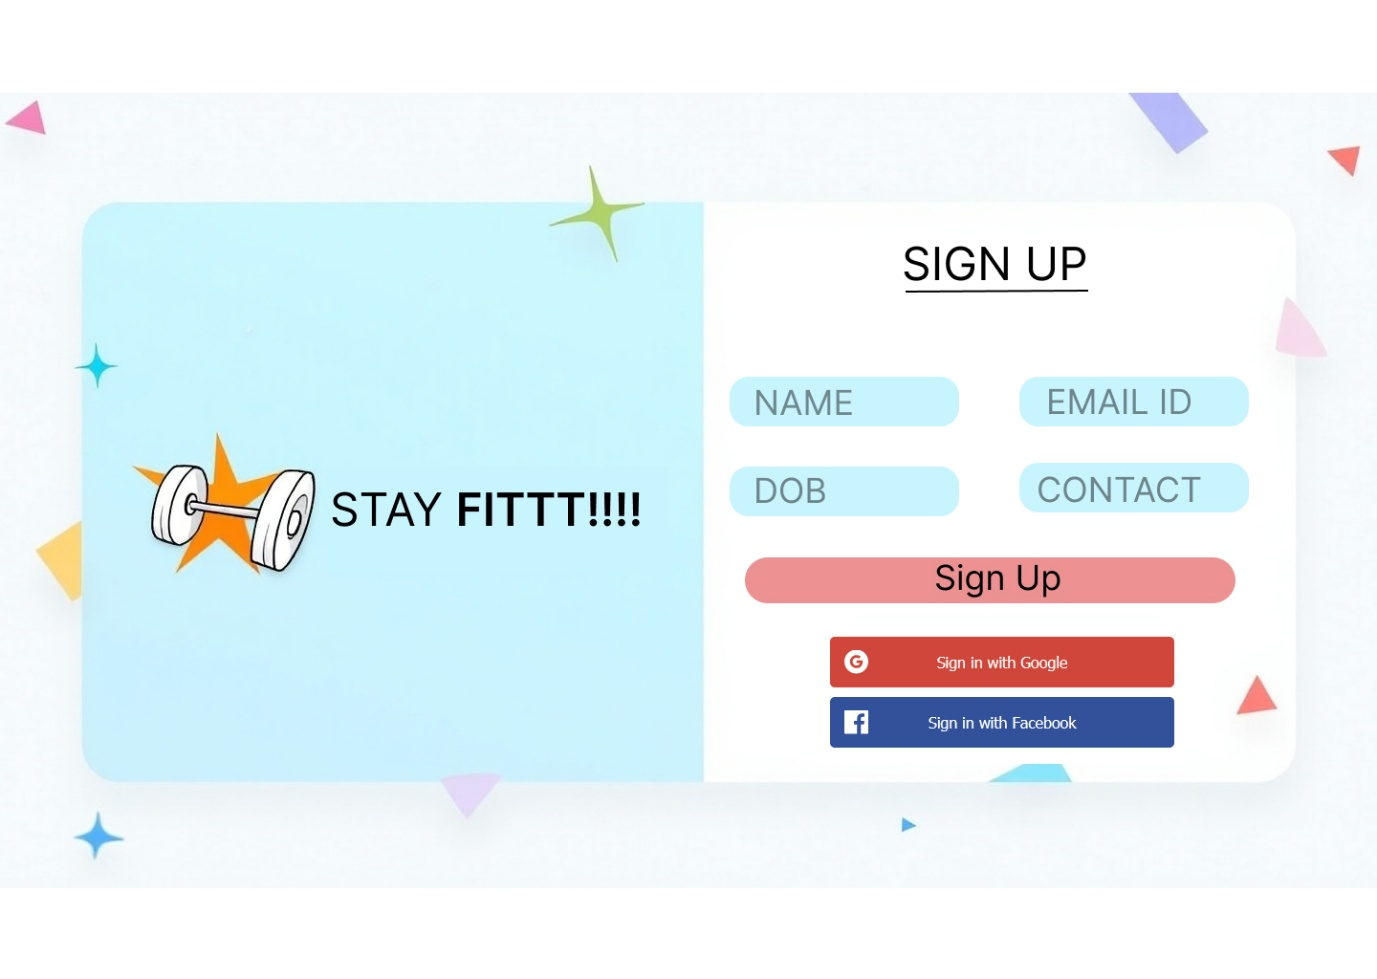 STAY FITTT!!!!
SIGN UP
NAME
EMAIL ID
DOB
CONTACT
Sign Up
G
Sign in with Google
f
Sign in with Facebook